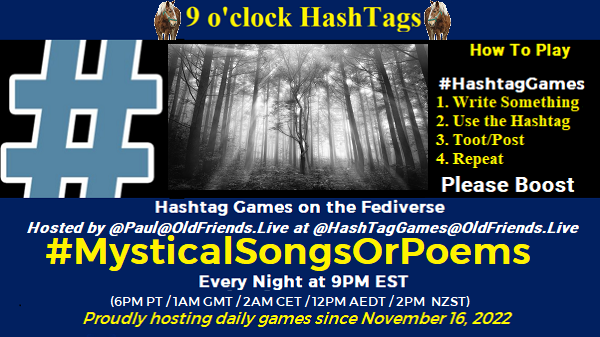 9 o'clock HashTags
#
How To Play
#HashtagGames
1. Write Something
2. Use the Hashtag
3. Toot/Post
4. Repeat
Please Boost
Hashtag Games on the Fediverse
Hosted by @Paul@OldFriends.Live at @HashTagGames@OldFriends.Live
#MysticalSongsOrPoems
Every Night at 9PM EST
(6PM PT / 1AM GMT / 2AM CET / 12PM AEDT / 2PM NZST)
Proudly hosting daily games since November 16, 2022